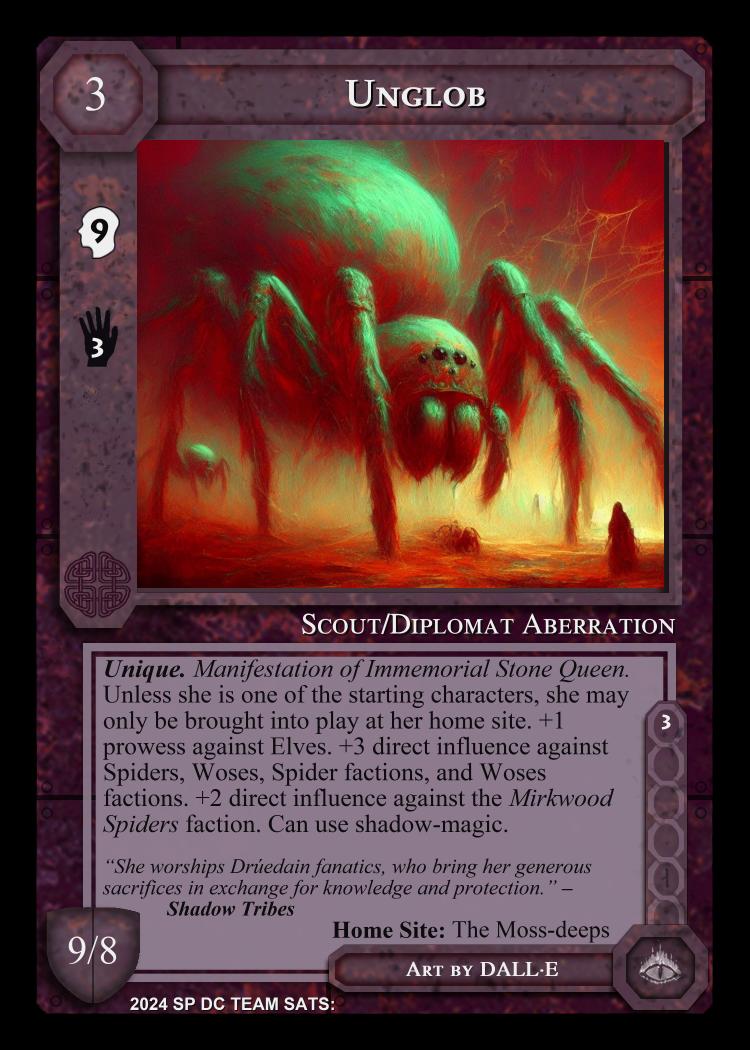 3
Unglob
9
3
Scout/Diplomat Aberration
Unique. Manifestation of Immemorial Stone Queen.
Unless she is one of the starting characters, she may
only be brought into play at her home site. +1
prowess against Elves. +3 direct influence against
Spiders, Woses, Spider factions, and Woses
factions. +2 direct influence against the Mirkwood
Spiders faction. Can use shadow-magic.
3
“She worships Drúedain fanatics, who bring her generous
sacrifices in exchange for knowledge and protection.” –
Shadow Tribes
Home Site: The Moss-deeps
9/8
Art by DALL·E
2024 SP DC TEAM SATS: